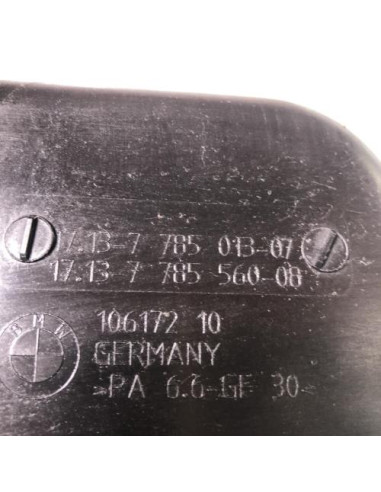 17.13-7 785 013-07
17.13-7 785 560-08
BMW
106172 10
GERMANY
>PA 6.6-GF 30<